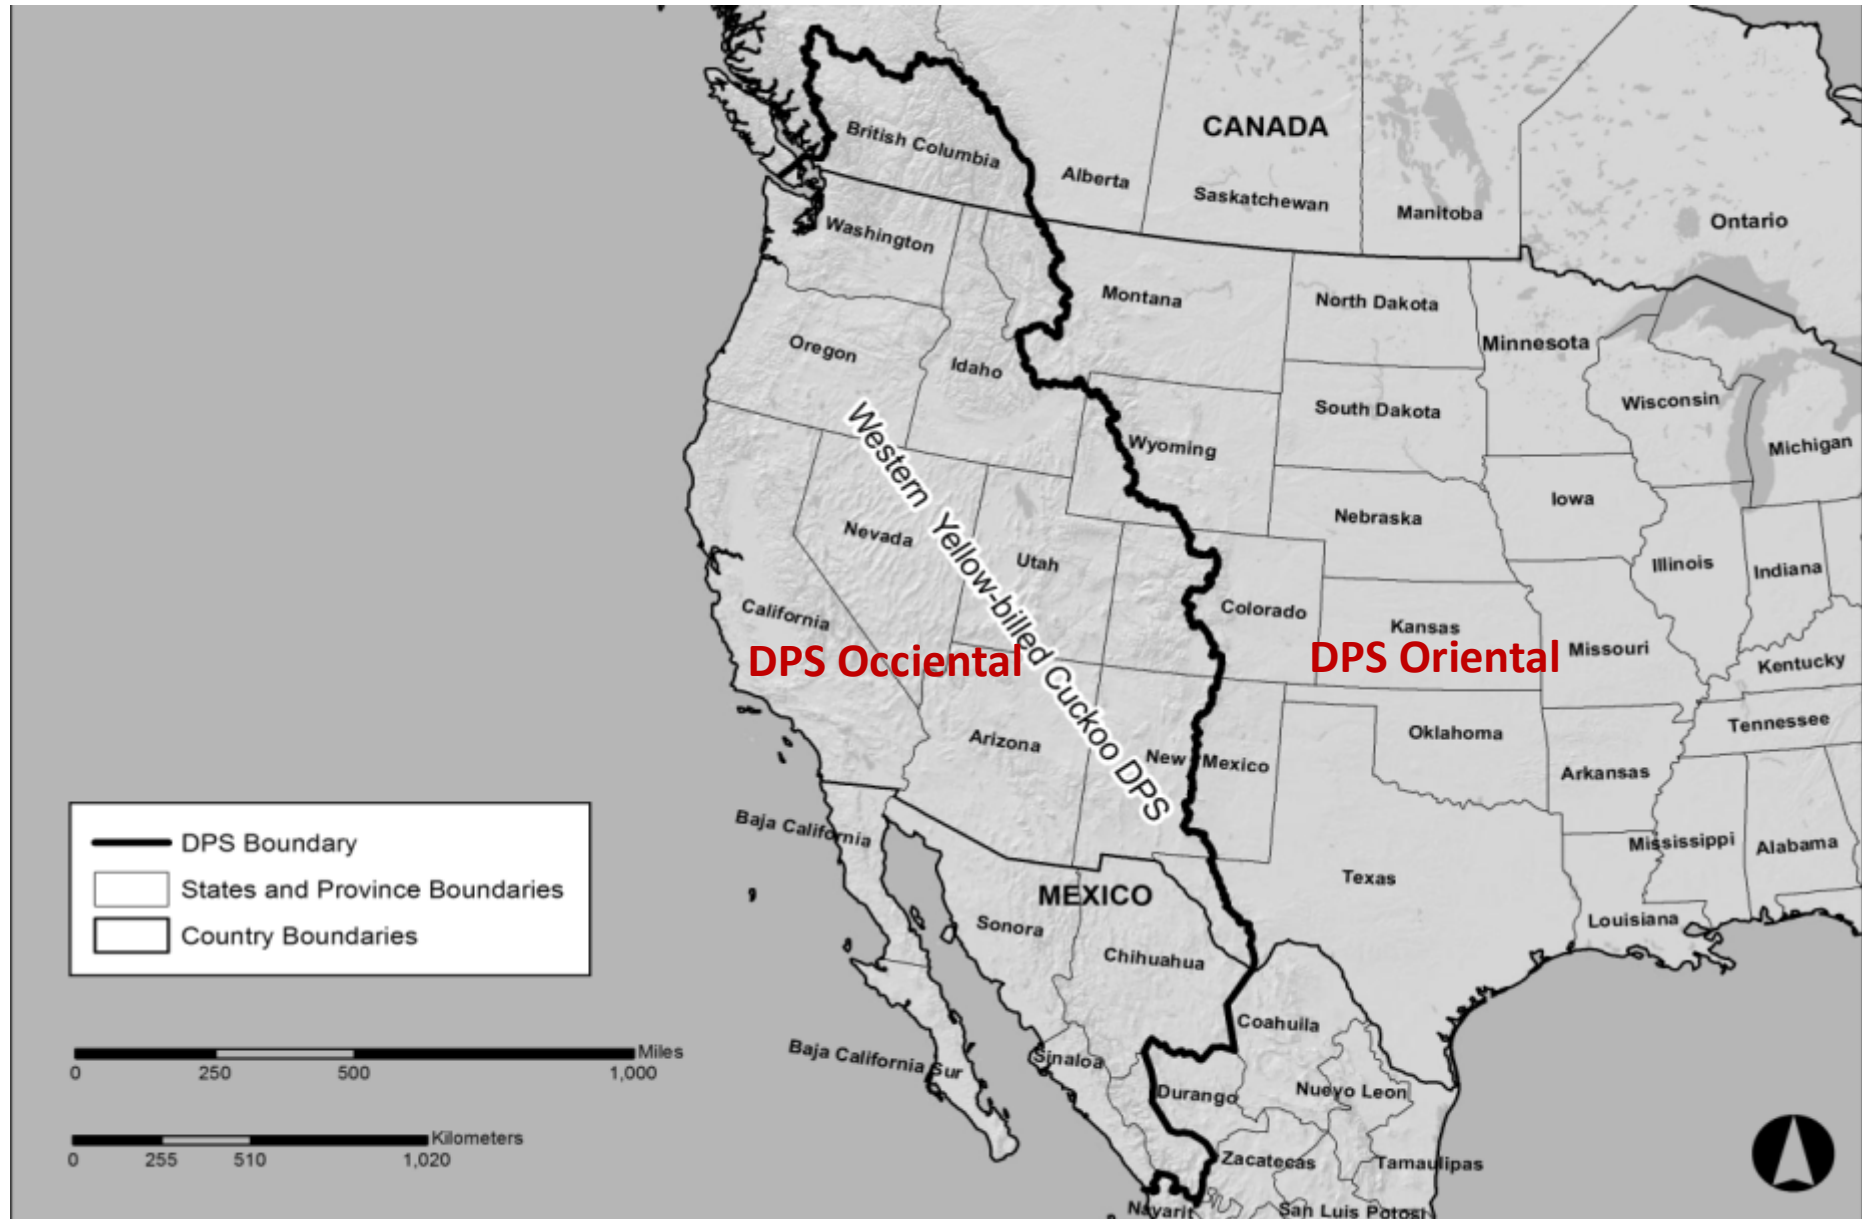 CANADA
British Columbia
Alberta
Saskatchewan
Manitoba
Ontario
Washington
Montana
North Dakota
Minnesota
Oregon
Idaho
South Dakota
Wisconsin
Michigan
Wyoming
Iowa
Nebraska
Nevada
Utah
Illinois
Indiana
California
Colorado
Kansas
Missouri
Kentucky
Western Yellow-billed Cuckoo DPS
DPS Occiental
DPS Oriental
Arizona
New Mexico
Oklahoma
Tennessee
Arkansas
Mississippi
Alabama
Texas
Louisiana
Baja California
MEXICO
Sonora
Chihuahua
Coahuila
Baja California Sur
Sinaloa
Durango
Nuevo Leon
Zacatecas
Tamaulipas
Nayarit
San Luis Potosi
DPS Boundary
States and Province Boundaries
Country Boundaries
Miles
0 250 500 1,000
Kilometers
0 255 510 1,020